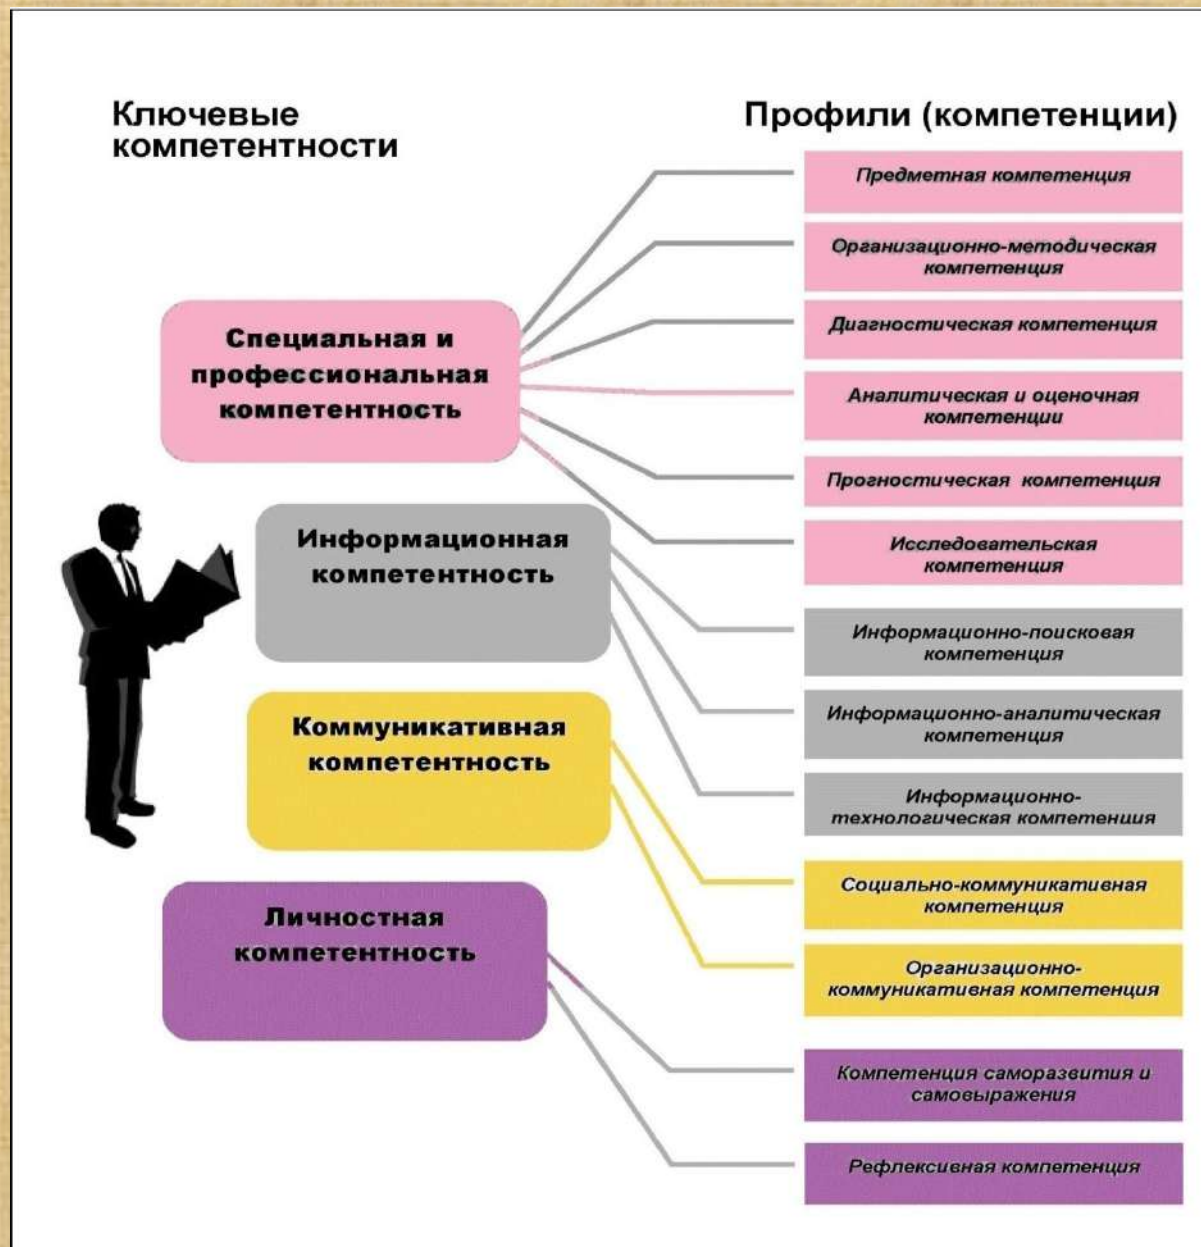 Ключевые
компетентности
Профили (компетенции)
Специальная и
профессиональная
компетентность
Предметная компетенция
Организационно-методическая
компетенция
Диагностическая компетенция
Аналитическая и оценочная
компетенции
Прогностическая компетенция
Исследовательская
компетенция
Информационная
компетентность
Информационно-поисковая
компетенция
Информационно-аналитическая
компетенция
Информационно-
технологическая компетенция
Коммуникативная
компетентность
Социально-коммуникативная
компетенция
Организационно-
коммуникативная компетенция
Личностная
компетентность
Компетенция саморазвития и
самовыражения
Рефлексивная компетенция